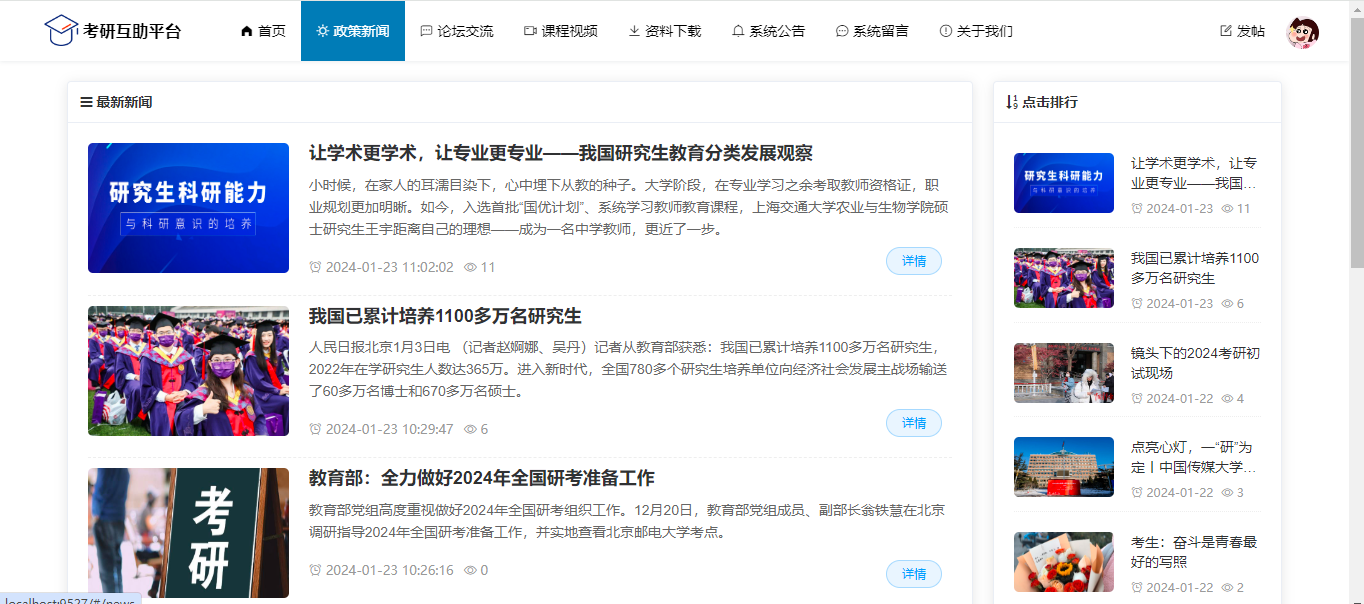 考研互助平台
首页
政策新闻
论坛交流
课程视频
资料下载
系统公告
系统留言
关于我们
发帖
最新新闻
研究生科研能力
与科研意识的培养
让学术更学术，让专业更专业——我国研究生教育分类发展观察
小时候，在家人的耳濡目染下，心中埋下从教的种子。大学阶段，在专业学习之余考取教师资格证，职
业规划更加明晰。如今，入选首批“国优计划”、系统学习教师教育课程，上海交通大学农业与生物学院硕
士研究生王宇距离自己的理想——成为一名中学教师，更近了一步。
2024-01-23 11:02:02 11
详情
我国已累计培养1100多万名研究生
人民日报北京1月3日电 （记者赵婀娜、吴丹）记者从教育部获悉：我国已累计培养1100多万名研究生，
2022年在学研究生人数达365万。进入新时代，全国780多个研究生培养单位向经济社会发展主战场输送
了60多万名博士和670多万名硕士。
2024-01-23 10:29:47 6
详情
考研
教育部：全力做好2024年全国研考准备工作
教育部党组高度重视做好2024年全国研考组织工作。12月20日，教育部党组成员、副部长翁铁慧在北京
调研指导2024年全国研考准备工作，并实地查看北京邮电大学考点。
2024-01-23 10:26:16 0
详情
点击排行
研究生科研能力
与科研意识的培养
让学术更学术，让专
业更专业——我国...
2024-01-23 11
我国已累计培养1100
多万名研究生
2024-01-23 6
镜头下的2024考研初
试现场
2024-01-22 4
点亮心灯，一“研”为
定丨中国传媒大学...
2024-01-22 3
考生：奋斗是青春最
好的写照
2024-01-22 2
localhost:9527/#/news